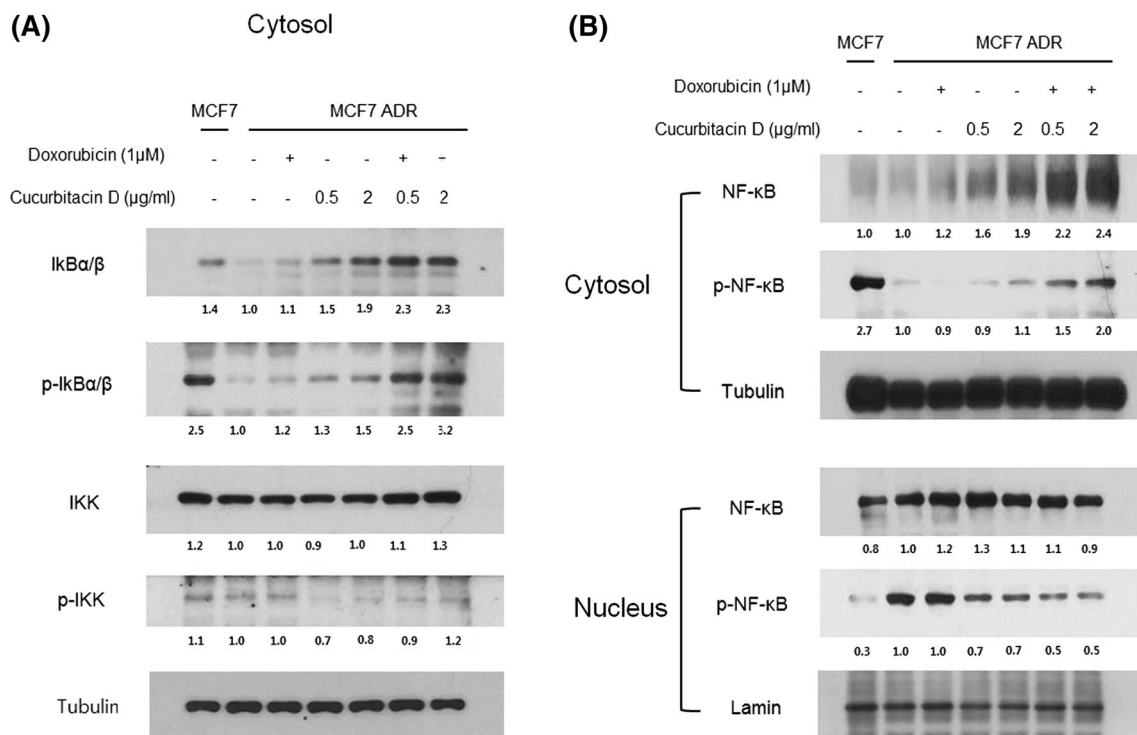 (A)
Cytosol
MCF7 MCF7 ADR
Doxorubicin (1μM) - - + - - + +
Cucurbitacin D (μg/ml) - - - 0.5 2 0.5 2
IkBα/β
1.4 1.0 1.1 1.5 1.9 2.3 2.3
p-IkBα/β
2.5 1.0 1.2 1.3 1.5 2.5 3.2
IKK
1.2 1.0 1.0 0.9 1.0 1.1 1.3
p-IKK
1.1 1.0 1.0 0.7 0.8 0.9 1.2
Tubulin
(B)
MCF7 MCF7 ADR
Doxorubicin (1μM) - - + - - + +
Cucurbitacin D (μg/ml) - - - 0.5 2 0.5 2
Cytosol
NF-κB
1.0 1.0 1.2 1.6 1.9 2.2 2.4
p-NF-κB
2.7 1.0 0.9 0.9 1.1 1.5 2.0
Tubulin
Nucleus
NF-κB
0.8 1.0 1.2 1.3 1.1 1.1 0.9
p-NF-κB
0.3 1.0 1.0 0.7 0.7 0.5 0.5
Lamin